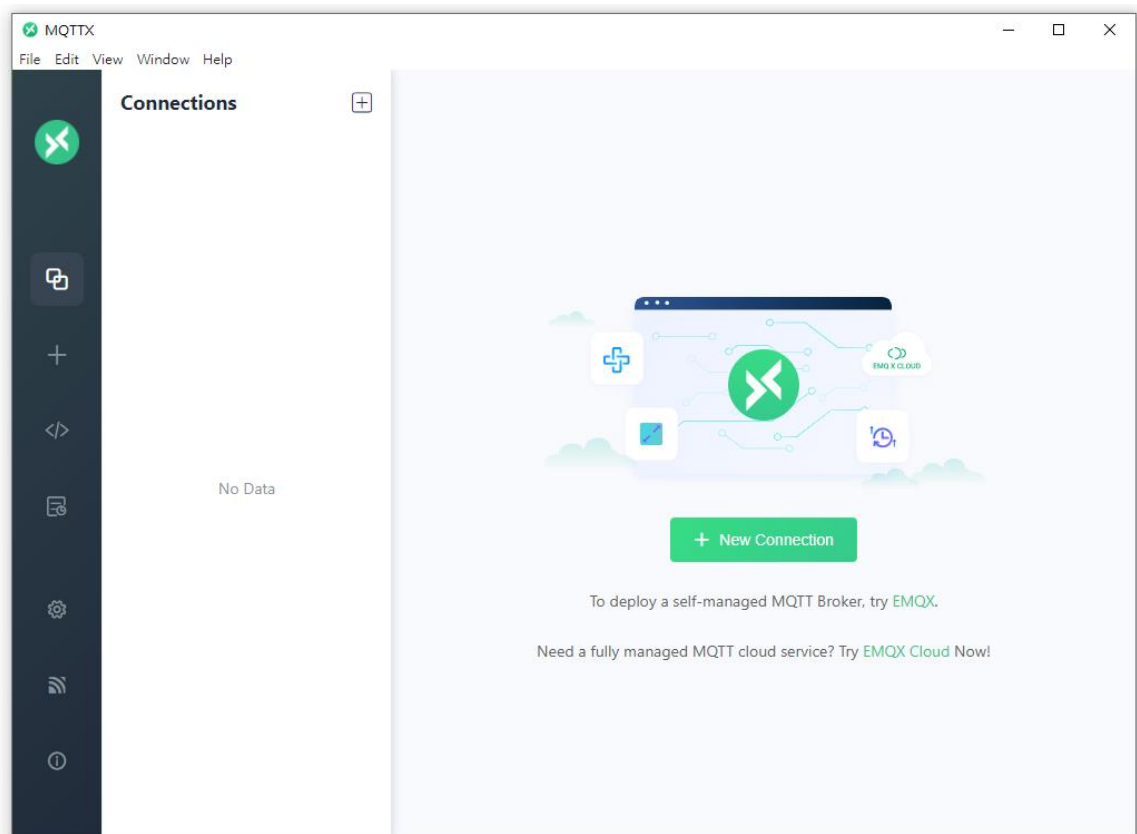 MQTTX
File Edit View Window Help
Connections
No Data
EMQ X CLOUD
New Connection
To deploy a self-managed MQTT Broker, try EMQX.
Need a fully managed MQTT cloud service? Try EMQX Cloud Now!